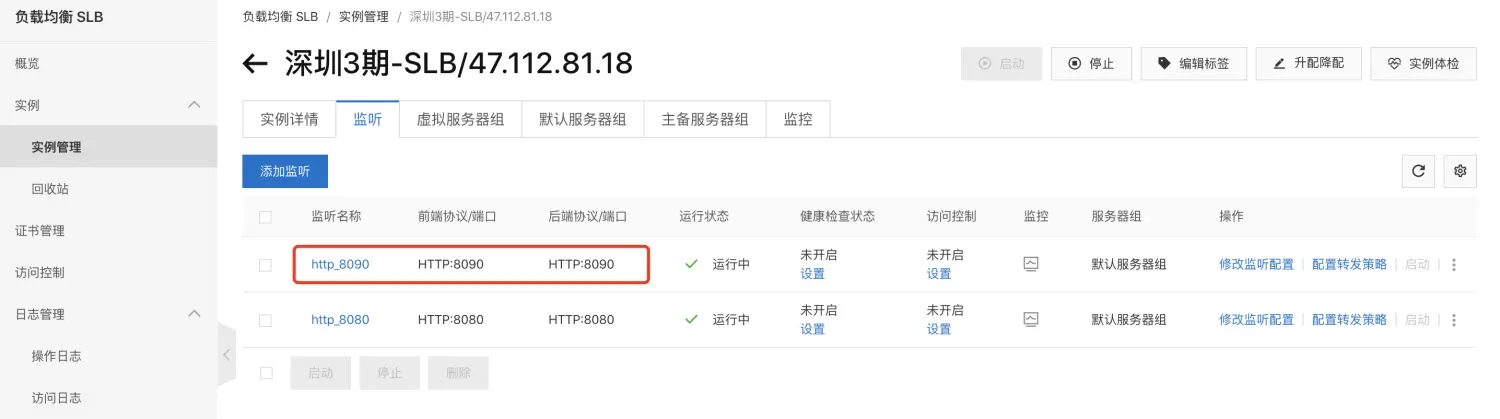 负载均衡 SLB
概览
实例
实例管理
回收站
证书管理
访问控制
日志管理
操作日志
访问日志
负载均衡 SLB / 实例管理 / 深圳3期-SLB/47.112.81.18
深圳3期-SLB/47.112.81.18
启动 停止 编辑标签 升配降配 实例体检
实例详情 监听 虚拟服务器组 默认服务器组 主备服务器组 监控
添加监听
监听名称 前端协议/端口 后端协议/端口 运行状态 健康检查状态 访问控制 监控 服务器组 操作
http_8090 HTTP:8090 HTTP:8090 运行中 未开启 设置 未开启 设置 默认服务器组 修改监听配置 配置转发策略 启动
http_8080 HTTP:8080 HTTP:8080 运行中 未开启 设置 未开启 设置 默认服务器组 修改监听配置 配置转发策略 启动
启动 停止 删除